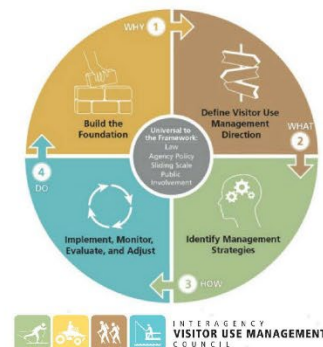 WHY 1
Build the
Foundation
Define Visitor Use
Management
Direction
WHAT
2
Universal to
the Framework:
Law
Agency Policy
Sliding Scale
Public
Involvement
4
DO
Implement, Monitor,
Evaluate, and Adjust
Identify Management
Strategies
3 HOW
INTERAGENCY
VISITOR USE MANAGEMENT
COUNCIL